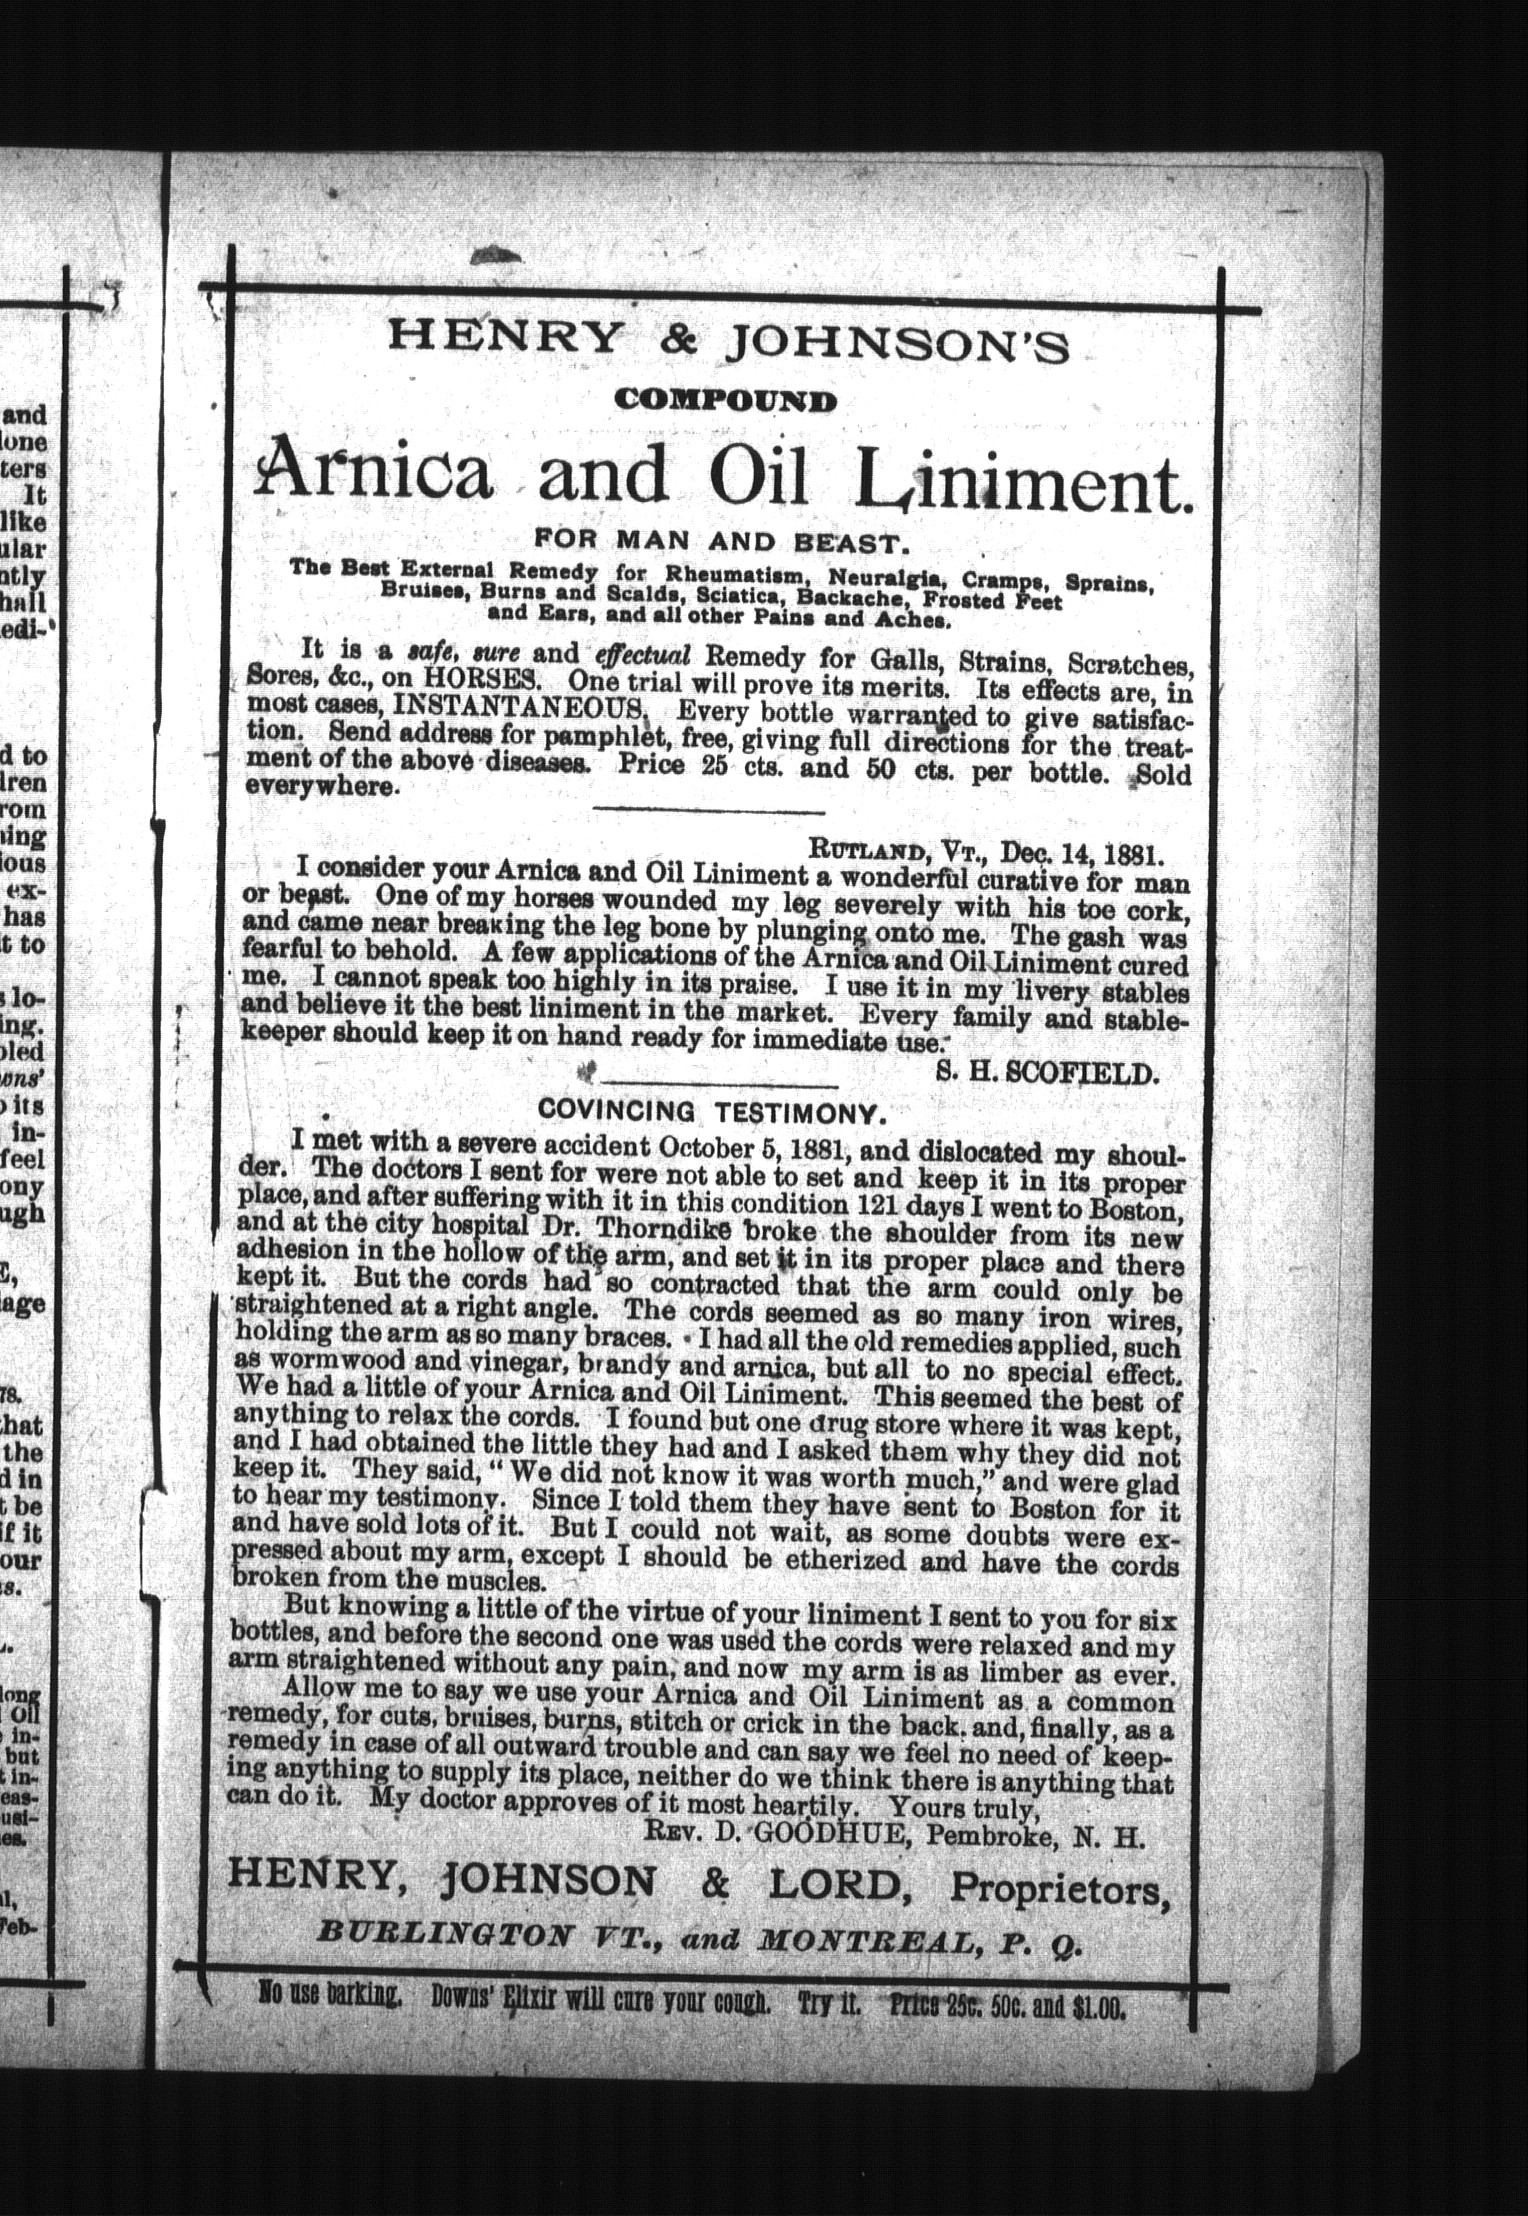 HENRY & JOHNSON'S
COMPOUND
Arnica and Oil Liniment.
FOR MAN AND BEAST.
The Best External Remedy for Rheumatism, Neuralgia, Cramps, Sprains,
Bruises, Burns and Scalds, Sciatica, Backache, Frosted Feet
and Ears, and all other Pains and Aches.
It is a safe, sure and effectual Remedy for Galls, Strains, Scratches,
Sores, &c., on HORSES. One trial will prove its merits. Its effects are, in
most cases, INSTANTANEOUS. Every bottle warranted to give satisfac-
tion. Send address for pamphlet, free, giving full directions for the treat-
ment of the above diseases. Price 25 cts. and 50 cts. per bottle. Sold
everywhere.
RUTLAND, VT., Dec. 14, 1881.
I consider your Arnica and Oil Liniment a wonderful curative for man
or beast. One of my horses wounded my leg severely with his toe cork,
and came near breaking the leg bone by plunging onto me. The gash was
fearful to behold. A few applications of the Arnica and Oil Liniment cured
me. I cannot speak too highly in its praise. I use it in my livery stables
and believe it the best liniment in the market. Every family and stable-
keeper should keep it on hand ready for immediate use.
S. H. SCOFIELD.
COVINCING TESTIMONY.
I met with a severe accident October 5, 1881, and dislocated my shoul-
der. The doctors I sent for were not able to set and keep it in its proper
place, and after suffering with it in this condition 121 days I went to Boston,
and at the city hospital Dr. Thorndike broke the shoulder from its new
adhesion in the hollow of the arm, and set it in its proper place and there
kept it. But the cords had so contracted that the arm could only be
straightened at a right angle. The cords seemed as so many iron wires,
holding the arm as so many braces. I had all the old remedies applied, such
as wormwood and vinegar, brandy and arnica, but all to no special effect.
We had a little of your Arnica and Oil Liniment. This seemed the best of
anything to relax the cords. I found but one drug store where it was kept,
and I had obtained the little they had and I asked them why they did not
keep it. They said, "We did not know it was worth much," and were glad
to hear my testimony. Since I told them they have sent to Boston for it
and have sold lots of it. But I could not wait, as some doubts were ex-
pressed about my arm, except I should be etherized and have the cords
broken from the muscles.
But knowing a little of the virtue of your liniment I sent to you for six
bottles, and before the second one was used the cords were relaxed and my
arm straightened without any pain, and now my arm is as limber as ever.
Allow me to say we use your Arnica and Oil Liniment as a common
remedy, for cuts, bruises, burns, stitch or crick in the back, and, finally, as a
remedy in case of all outward trouble and can say we feel no need of keep-
ing anything to supply its place, neither do we think there is anything that
can do it. My doctor approves of it most heartily. Yours truly,
REV. D. GOODHUE, Pembroke, N. H.
HENRY, JOHNSON & LORD, Proprietors,
BURLINGTON VT., and MONTREAL, P. Q.
No use barking. Downs' Elixir will cure your cough. Try it. Price 25c. 50c. and $1.00.